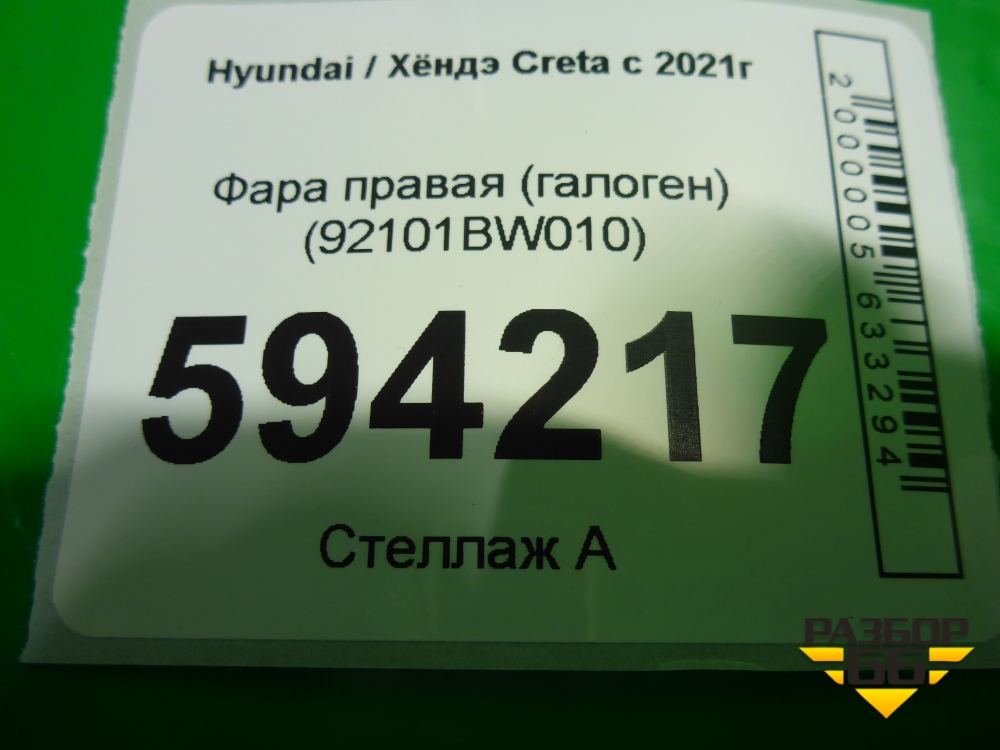 Hyundai / Хёндэ Creta с 2021г
Фара правая (галоген)
(92101BW010)
594217
Стеллаж А
2000005633294
РАЗБОР
66